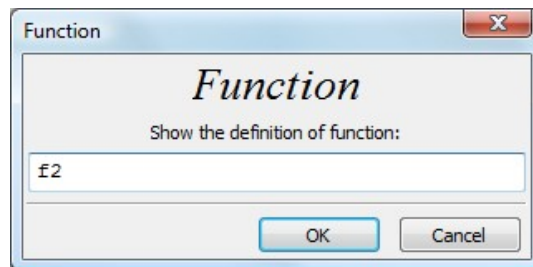 Function
Function
Show the definition of function:
f2
OK Cancel